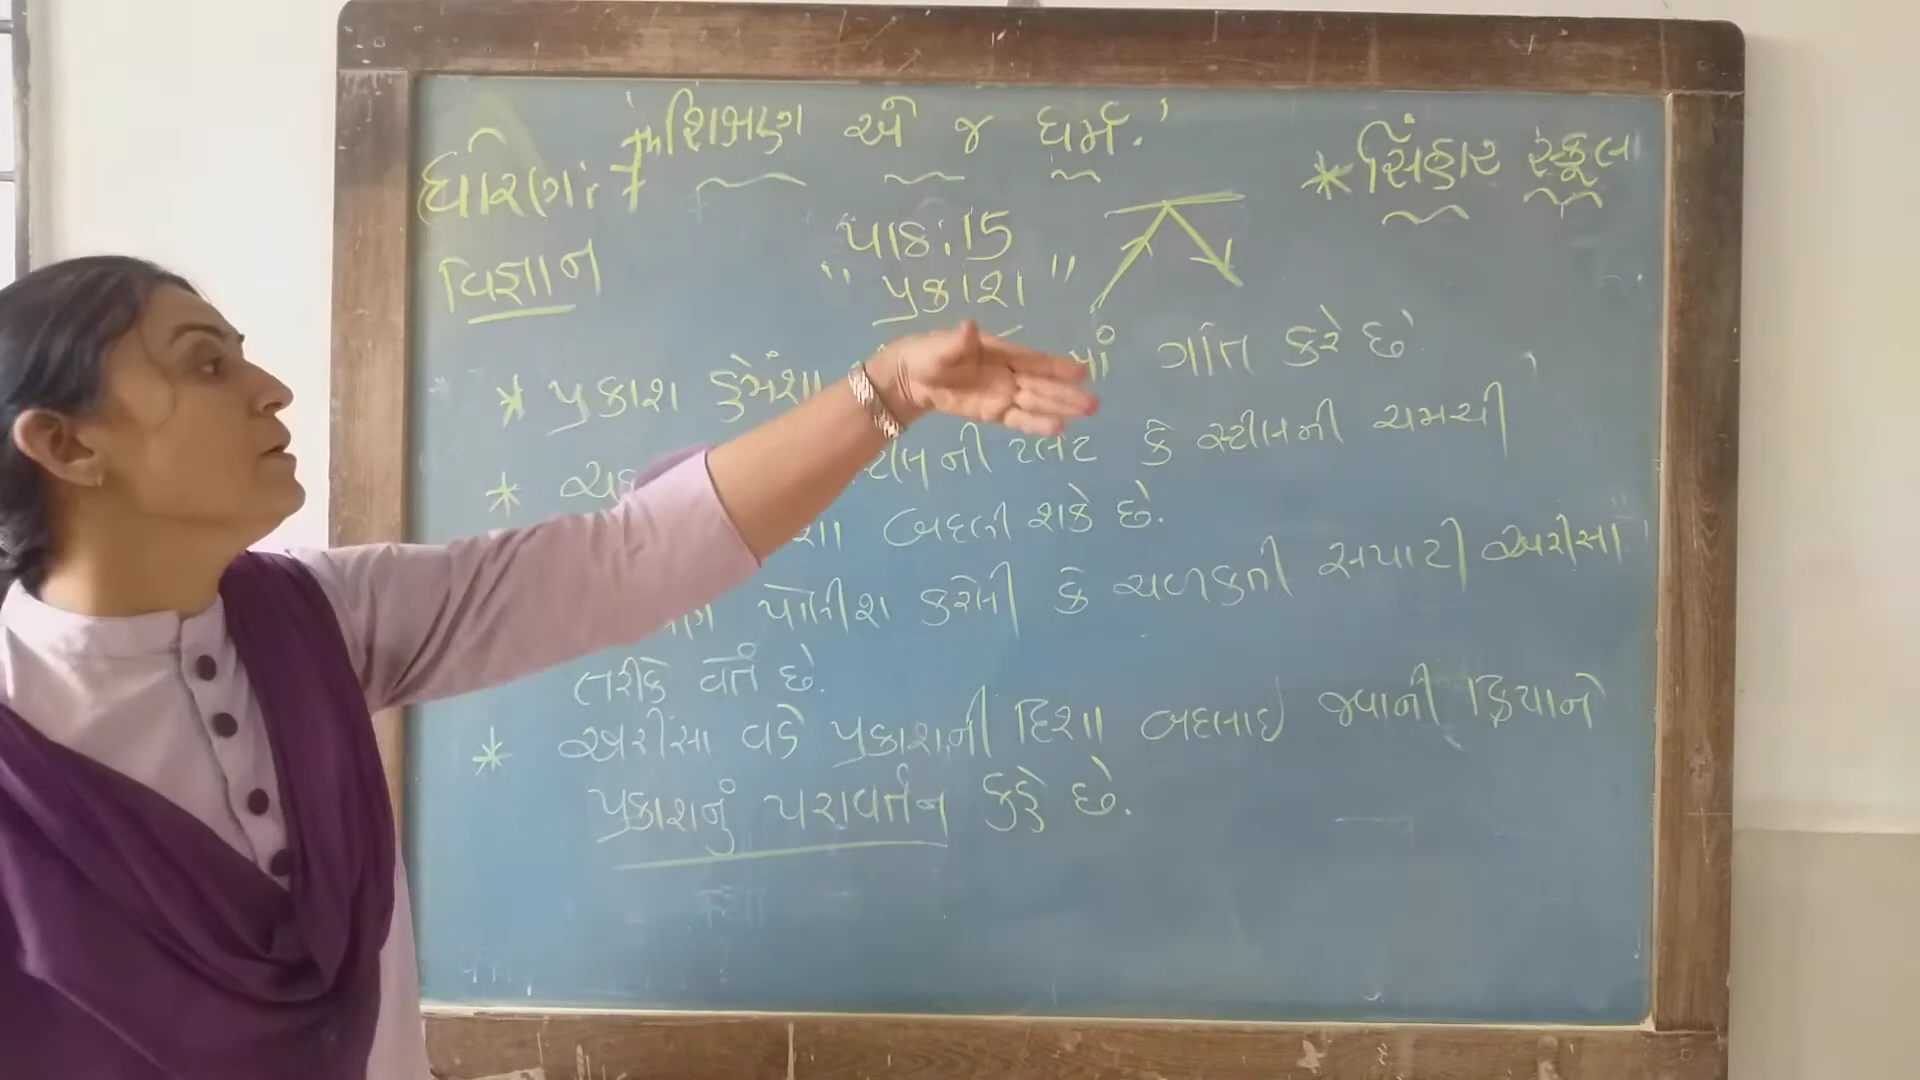 "શિક્ષણ એ જ ધર્મ."
* સિંહાર સ્કૂલ
ધોરણ: 7
વિજ્ઞાન
પાઠ: 15
"પ્રકાશ"
* પ્રકાશ હંમેશા માં ગતિ કરે છે
* સ્ટીલની પ્લેટ કે સ્ટીલની ચમચી
બદલી શકે છે.
પોલીશ કરેલી કે ચળકતી સપાટી અરીસા
તરીકે વર્તે છે.
* અરીસા વડે પ્રકાશની દિશા બદલાઇ જવાની ક્રિયાને
પ્રકાશનું પરાવર્તન કહે છે.